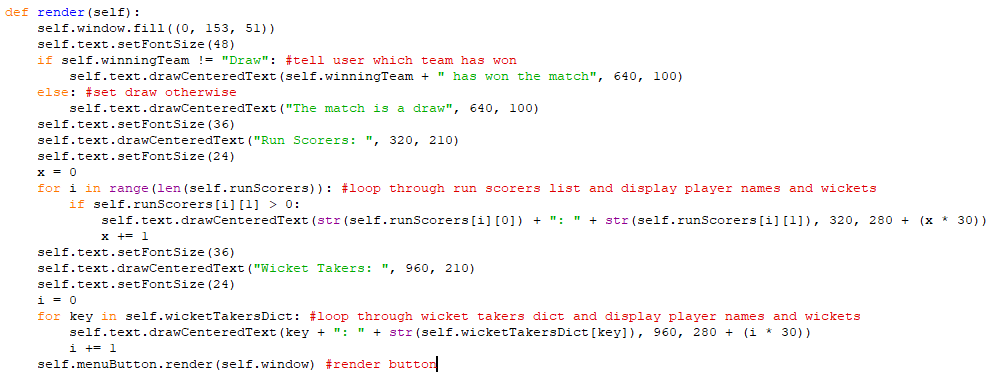 def render(self):
    self.window.fill((0, 153, 51))
    self.text.setFontSize(48)
    if self.winningTeam != "Draw": #tell user which team has won
        self.text.drawCenteredText(self.winningTeam + " has won the match", 640, 100)
    else: #set draw otherwise
        self.text.drawCenteredText("The match is a draw", 640, 100)
    self.text.setFontSize(36)
    self.text.drawCenteredText("Run Scorers: ", 320, 210)
    self.text.setFontSize(24)
    x = 0
    for i in range(len(self.runScorers)): #loop through run scorers list and display player names and wickets
        if self.runScorers[i][1] > 0:
            self.text.drawCenteredText(str(self.runScorers[i][0]) + ": " + str(self.runScorers[i][1]), 320, 280 + (x * 30))
            x += 1
    self.text.setFontSize(36)
    self.text.drawCenteredText("Wicket Takers: ", 960, 210)
    self.text.setFontSize(24)
    i = 0
    for key in self.wicketTakersDict: #loop through wicket takers dict and display player names and wickets
        self.text.drawCenteredText(key + ": " + str(self.wicketTakersDict[key]), 960, 280 + (i * 30))
        i += 1
    self.menuButton.render(self.window) #render button